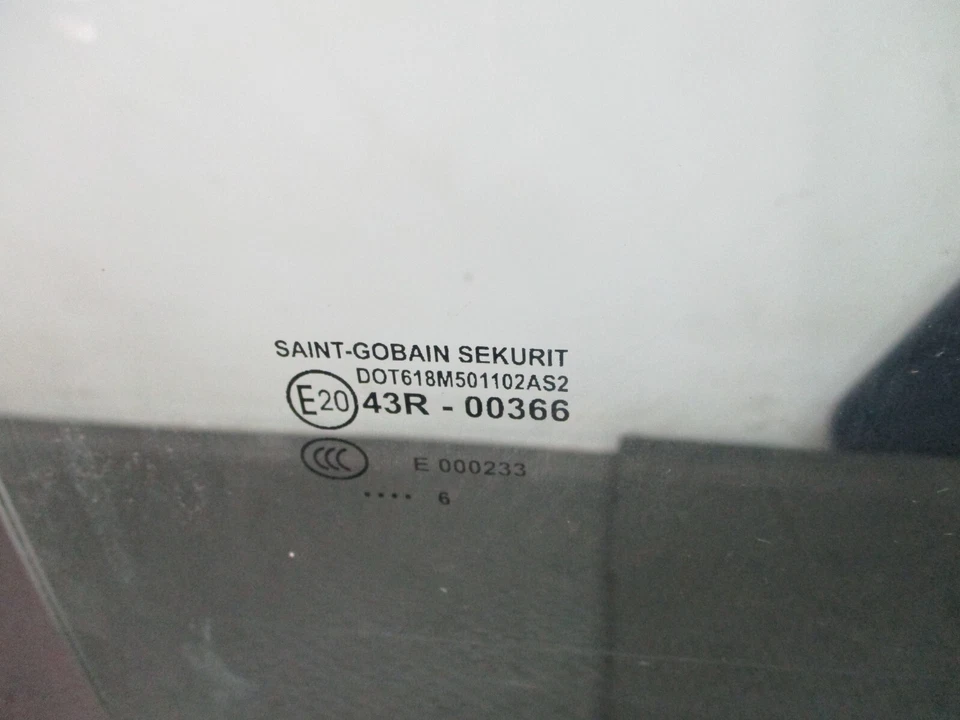 SAINT-GOBAIN SEKURIT
DOT618M501102AS2
E20 43R - 00366
CCC E 000233
.... 6